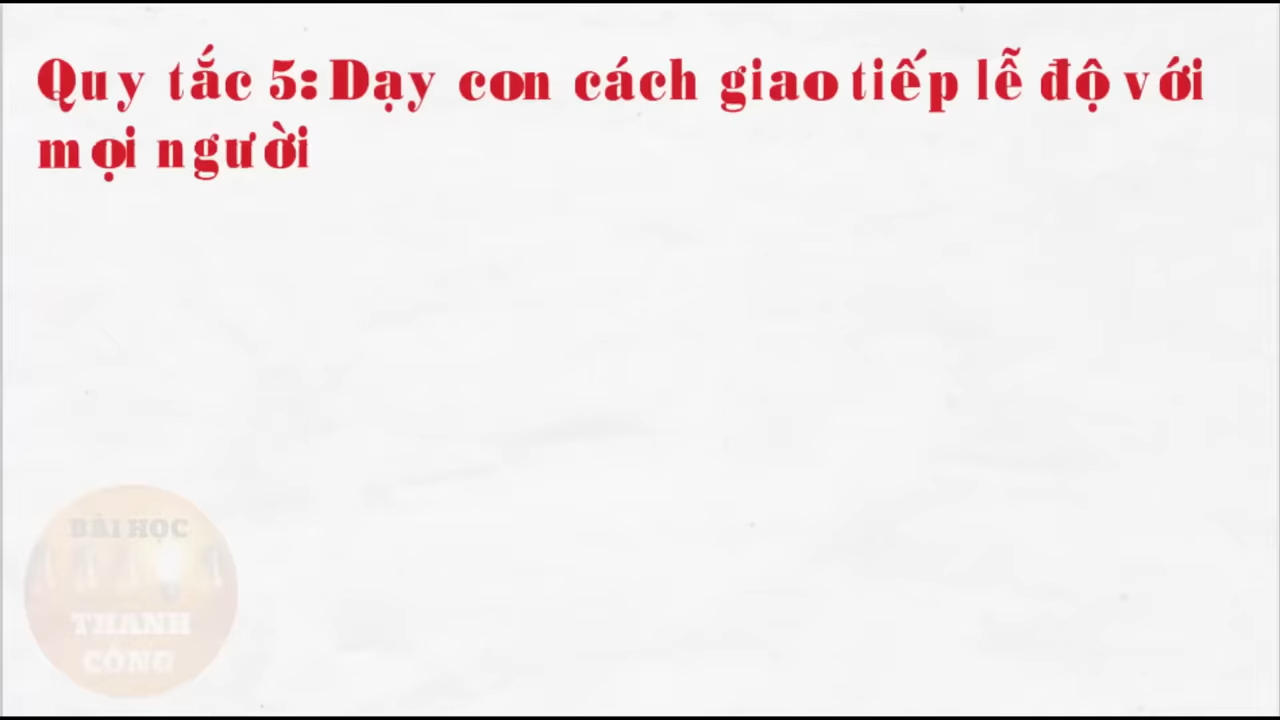 Quy tắc 5: Dạy con cách giao tiếp lễ độ với
mọi người
BÀI HỌC
THÀNH
CÔNG